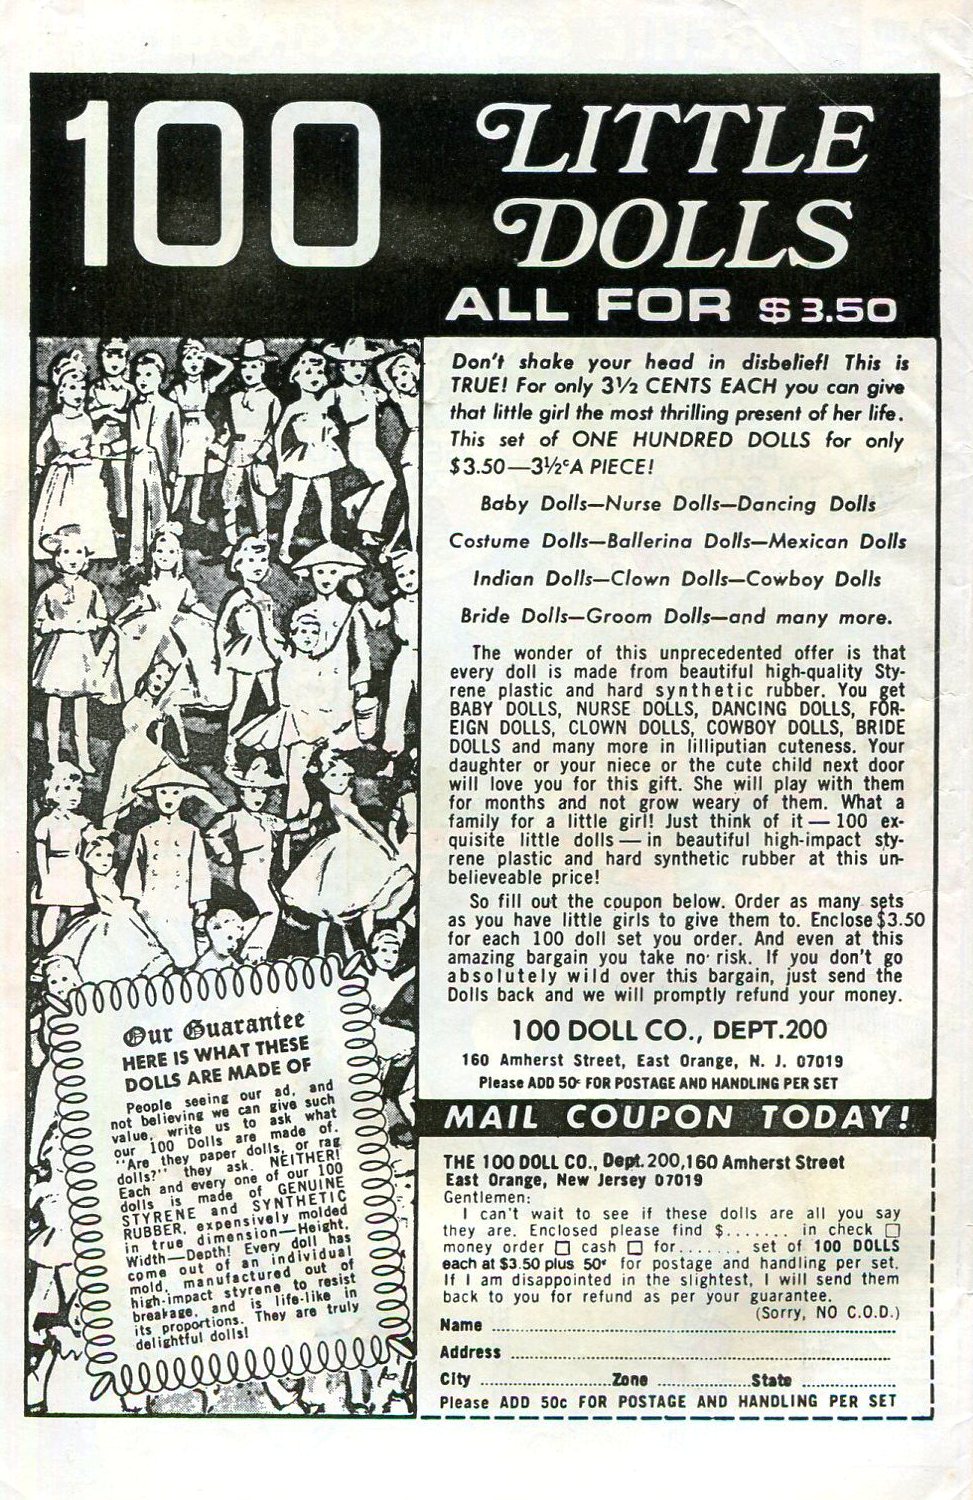 100 LITTLE
DOLLS
ALL FOR $3.50
Don't shake your head in disbelief! This is
TRUE! For only 3½ CENTS EACH you can give
that little girl the most thrilling present of her life.
This set of ONE HUNDRED DOLLS for only
$3.50—3½ᶜA PIECE!
Baby Dolls—Nurse Dolls—Dancing Dolls
Costume Dolls—Ballerina Dolls—Mexican Dolls
Indian Dolls—Clown Dolls—Cowboy Dolls
Bride Dolls—Groom Dolls—and many more.
The wonder of this unprecedented offer is that
every doll is made from beautiful high-quality Sty-
rene plastic and hard synthetic rubber. You get
BABY DOLLS, NURSE DOLLS, DANCING DOLLS, FOR-
EIGN DOLLS, CLOWN DOLLS, COWBOY DOLLS, BRIDE
DOLLS and many more in lilliputian cuteness. Your
daughter or your niece or the cute child next door
will love you for this gift. She will play with them
for months and not grow weary of them. What a
family for a little girl! Just think of it — 100 ex-
quisite little dolls — in beautiful high-impact sty-
rene plastic and hard synthetic rubber at this un-
believeable price!
So fill out the coupon below. Order as many sets
as you have little girls to give them to. Enclose $3.50
for each 100 doll set you order. And even at this
amazing bargain you take no risk. If you don't go
absolutely wild over this bargain, just send the
Dolls back and we will promptly refund your money.
100 DOLL CO., DEPT.200
160 Amherst Street, East Orange, N. J. 07019
Please ADD 50¢ FOR POSTAGE AND HANDLING PER SET
Our Guarantee
HERE IS WHAT THESE
DOLLS ARE MADE OF
People seeing our ad, and
not believing we can give such
value, write us to ask what
our 100 Dolls are made of.
"Are they paper dolls, or rag
dolls?" they ask. NEITHER!
Each and every one of our 100
dolls is made of GENUINE
STYRENE and SYNTHETIC
RUBBER, expensively molded
in true dimension—Height,
Width—Depth! Every doll has
come out of an individual
mold, manufactured out of
high-impact styrene to resist
breakage, and is life-like in
its proportions. They are truly
delightful dolls!
MAIL COUPON TODAY!
THE 100 DOLL CO., Dept. 200, 160 Amherst Street
East Orange, New Jersey 07019
Gentlemen:
I can't wait to see if these dolls are all you say
they are. Enclosed please find $....... in check □
money order □ cash □ for....... set of 100 DOLLS
each at $3.50 plus 50¢ for postage and handling per set.
If I am disappointed in the slightest, I will send them
back to you for refund as per your guarantee.
(Sorry, NO C.O.D.)
Name ..........
Address ..........
City .......... Zone .......... State ..........
Please ADD 50c FOR POSTAGE AND HANDLING PER SET